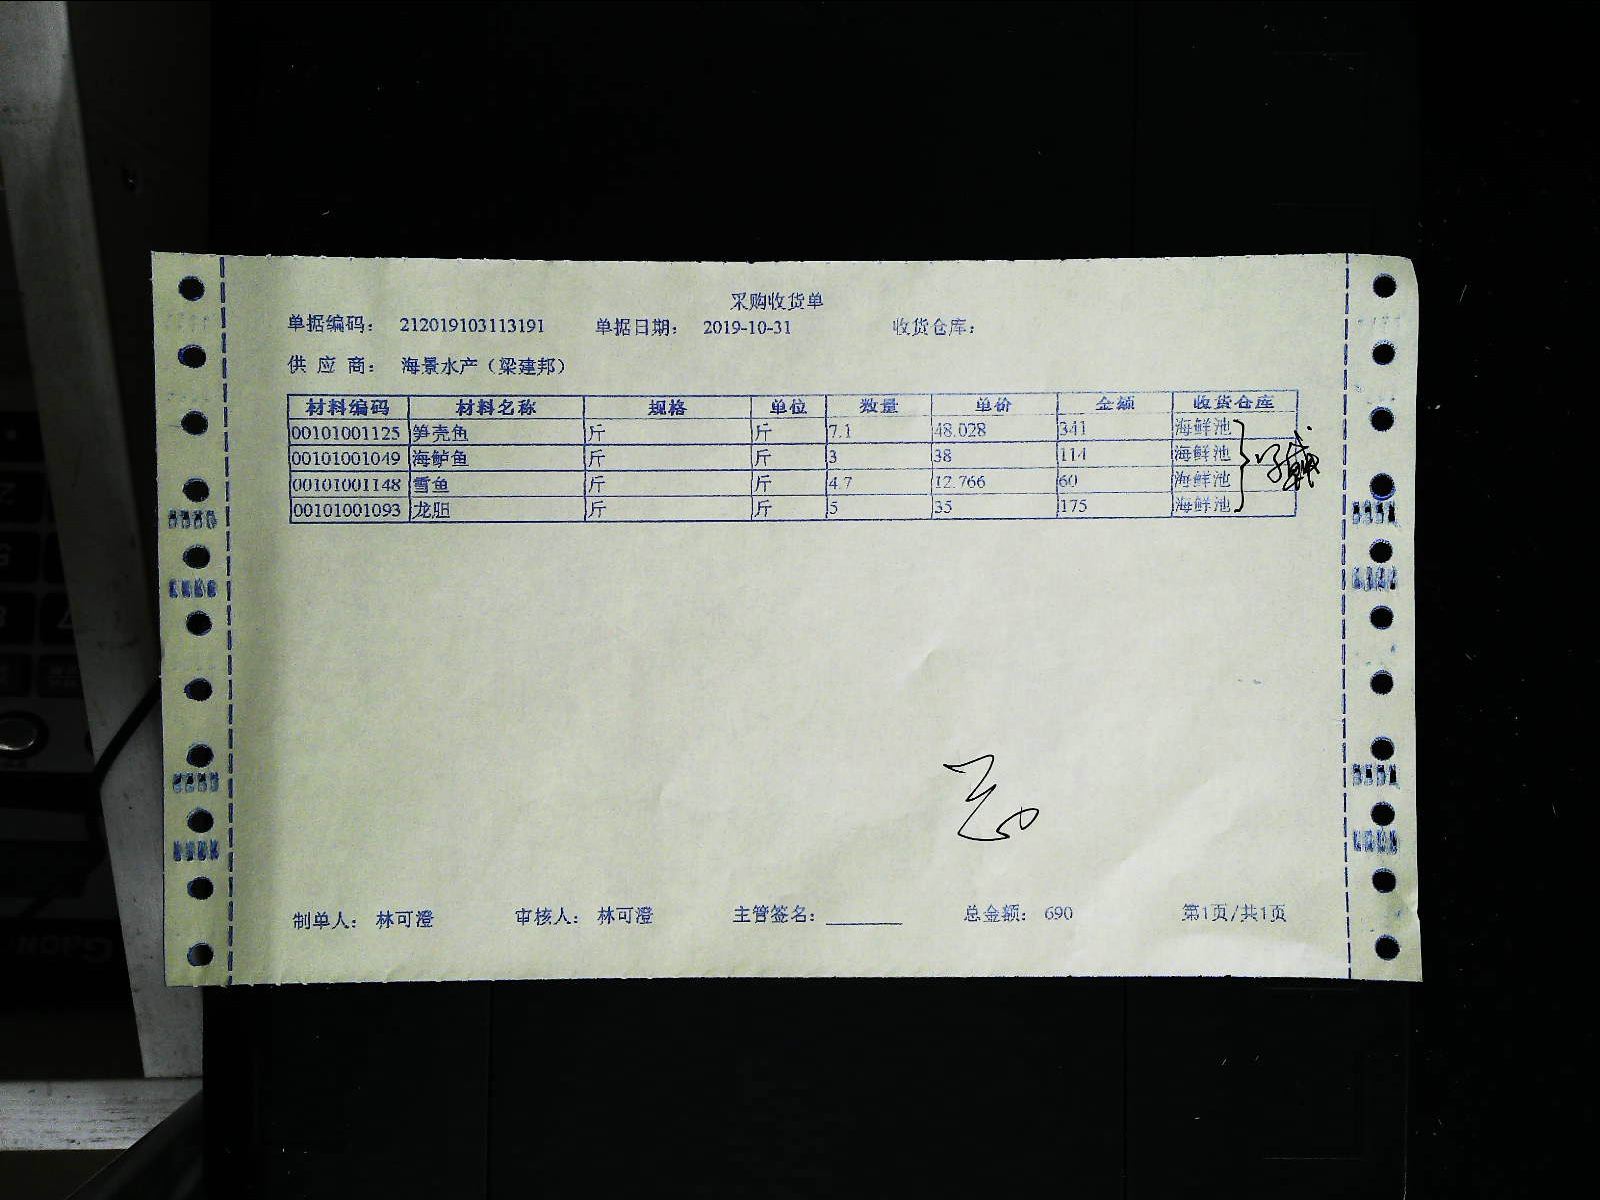 采购收货单
单据编码: 212019103113191 单据日期: 2019-10-31 收货仓库:
供应商: 海景水产(梁建邦)
材料编码 材料名称 规格 单位 数量 单价 金额 收货仓库
00101001125 笋壳鱼 斤 斤 7.1 48.028 341 海鲜池
00101001049 海鲈鱼 斤 斤 3 38 114 海鲜池
00101001148 雪鱼 斤 斤 4.7 12.766 60 海鲜池
00101001093 龙胆 斤 斤 5 35 175 海鲜池
制单人: 林可澄 审核人: 林可澄 主管签名: 总金额: 690 第1页/共1页